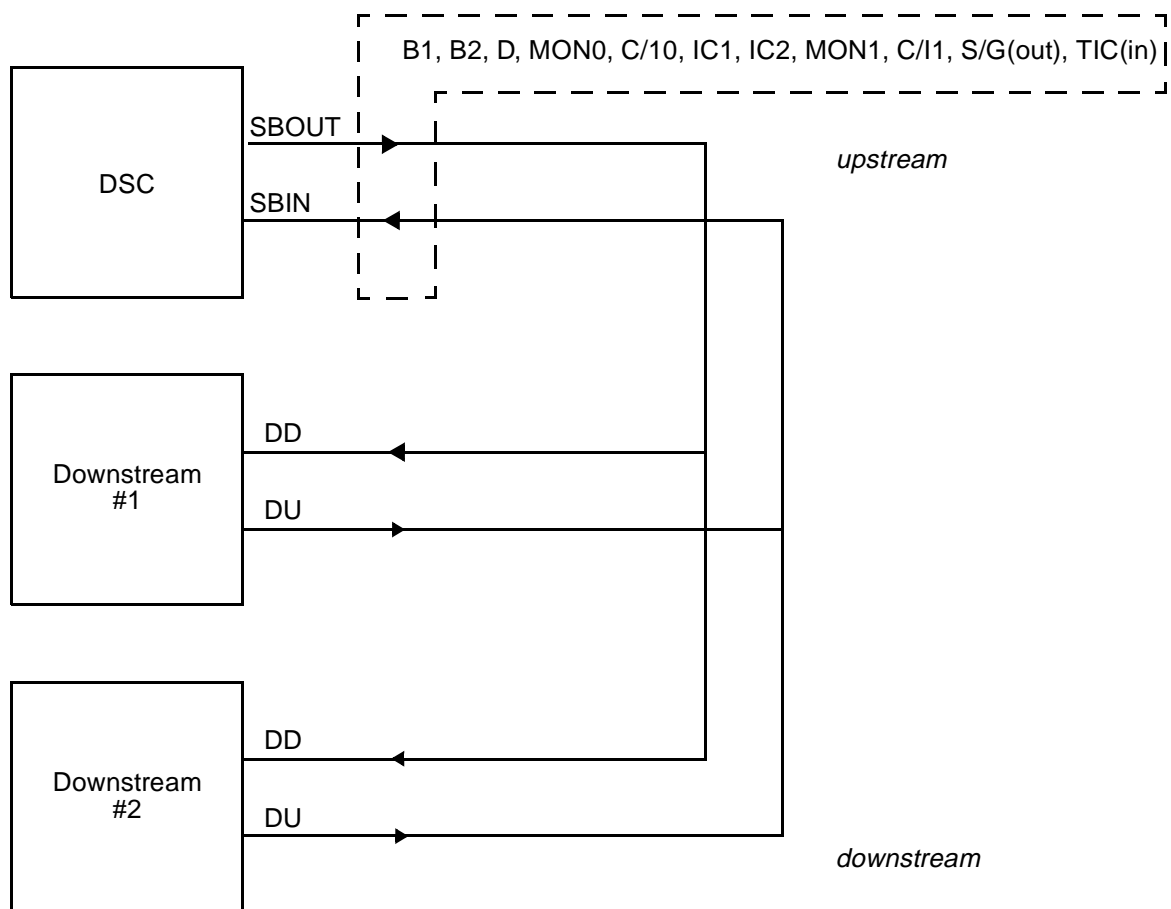 B1, B2, D, MON0, C/10, IC1, IC2, MON1, C/I1, S/G(out), TIC(in)
SBOUT
upstream
DSC
SBIN
DD
Downstream
#1
DU
DD
Downstream
#2
DU
downstream